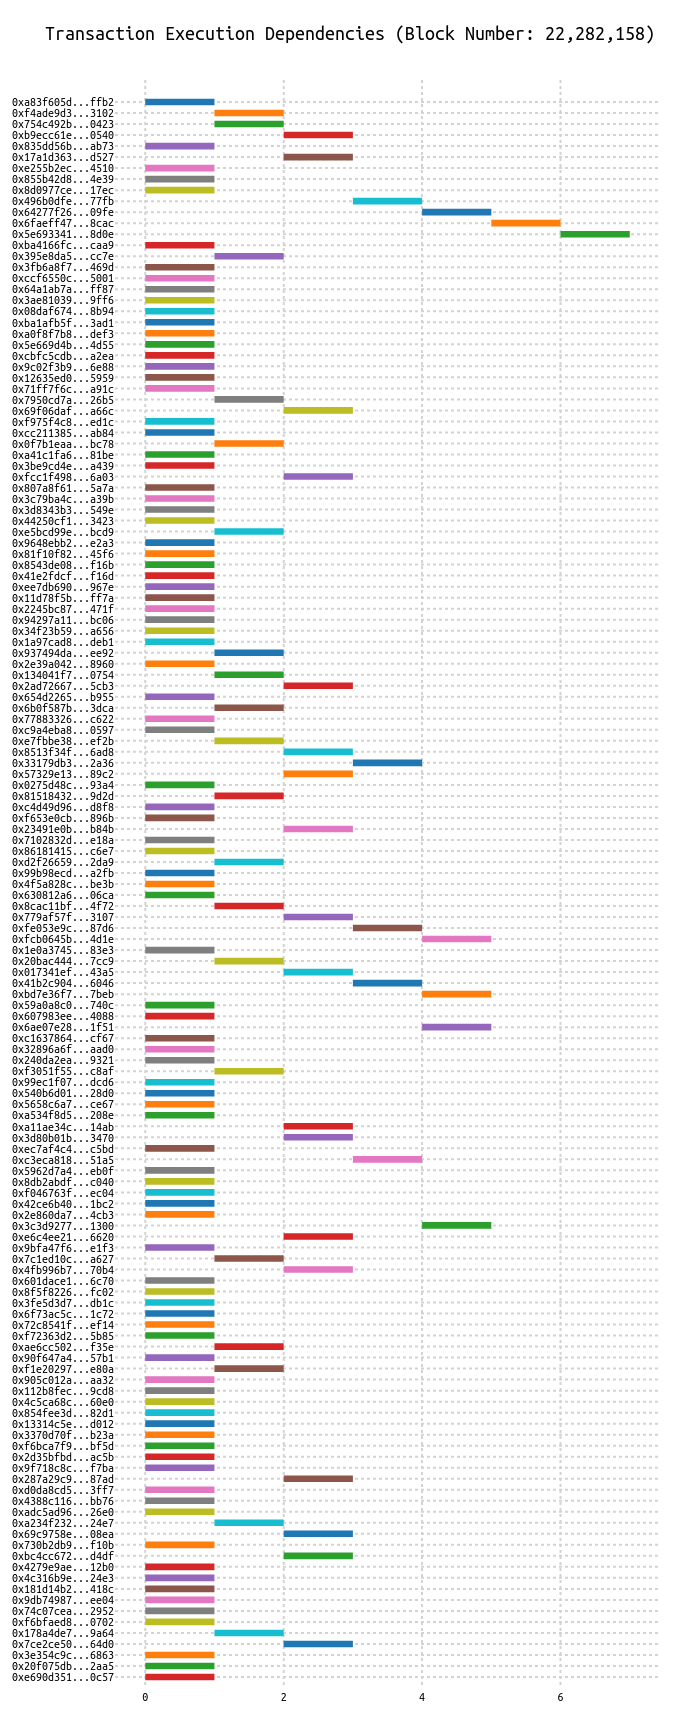 Transaction Execution Dependencies (Block Number: 22,282,158)
0xa83f605d...ffb2
0xf4ade9d3...3102
0x754c492b...0423
0xb9ecc61e...0540
0x835dd56b...ab73
0x17a1d363...d527
0xe255b2ec...4510
0x855b42d8...4e39
0x8d0977ce...17ec
0x496b0dfe...77fb
0x64277f26...09fe
0x6faeff47...8cac
0x5e693341...8d0e
0xba4166fc...caa9
0x395e8da5...cc7e
0x3fb6a8f7...469d
0xccf6550c...5001
0x64a1ab7a...ff87
0x3ae81039...9ff6
0x08daf674...8b94
0xba1afb5f...3ad1
0xa0f8f7b8...def3
0x5e669d4b...4d55
0xcbfc5cdb...a2ea
0x9c02f3b9...6e88
0x12635ed0...5959
0x71ff7f6c...a91c
0x7950cd7a...26b5
0x69f06daf...a66c
0xf975f4c8...ed1c
0xcc211385...ab84
0x0f7b1eaa...bc78
0xa41c1fa6...81be
0x3be9cd4e...a439
0xfcc1f498...6a03
0x807a8f61...5a7a
0x3c79ba4c...a39b
0x3d8343b3...549e
0x44250cf1...3423
0xe5bcd99e...bcd9
0x9648ebb2...e2a3
0x81f10f82...45f6
0x8543de08...f16b
0x41e2fdcf...f16d
0xee7db690...967e
0x11d78f5b...ff7a
0x2245bc87...471f
0x94297a11...bc06
0x34f23b59...a656
0x1a97cad8...deb1
0x937494da...ee92
0x2e39a042...8960
0x134041f7...0754
0x2ad72667...5cb3
0x654d2265...b955
0x6b0f587b...3dca
0x77883326...c622
0xc9a4eba8...0597
0xe7fbbe38...ef2b
0x8513f34f...6ad8
0x33179db3...2a36
0x57329e13...89c2
0x0275d48c...93a4
0x81518432...9d2d
0xc4d49d96...d8f8
0xf653e0cb...896b
0x23491e0b...b84b
0x7102832d...e18a
0x86181415...c6e7
0xd2f26659...2da9
0x99b98ecd...a2fb
0x4f5a828c...be3b
0x630812a6...06ca
0x8cac11bf...4f72
0x779af57f...3107
0xfe053e9c...87d6
0xfcb0645b...4d1e
0x1e0a3745...83e3
0x20bac444...7cc9
0x017341ef...43a5
0x41b2c904...6046
0xbd7e36f7...7beb
0x59a0a8c0...740c
0x607983ee...4088
0x6ae07e28...1f51
0xc1637864...cf67
0x32896a6f...aad0
0x240da2ea...9321
0xf3051f55...c8af
0x99ec1f07...dcd6
0x540b6d01...28d0
0x5658c6a7...ce67
0xa534f8d5...208e
0xa11ae34c...14ab
0x3d80b01b...3470
0xec7af4c4...c5bd
0xc3eca818...51a5
0x5962d7a4...eb0f
0x8db2abdf...c040
0xf046763f...ec04
0x42ce6b40...1bc2
0x2e860da7...4cb3
0x3c3d9277...1300
0xe6c4ee21...6620
0x9bfa47f6...e1f3
0x7c1ed10c...a627
0x4fb996b7...70b4
0x601dace1...6c70
0x8f5f8226...fc02
0x3fe5d3d7...db1c
0x6f73ac5c...1c72
0x72c8541f...ef14
0xf72363d2...5b85
0xae6cc502...f35e
0x90f647a4...57b1
0xf1e20297...e80a
0x905c012a...aa32
0x112b8fec...9cd8
0x4c5ca68c...60e0
0x854fee3d...82d1
0x13314c5e...d012
0x3370d70f...b23a
0xf6bca7f9...bf5d
0x2d35bfbd...ac5b
0x9f718c8c...f7ba
0x287a29c9...87ad
0xd0da8cd5...3ff7
0x4388c116...bb76
0xadc5ad96...26e0
0xa234f232...24e7
0x69c9758e...08ea
0x730b2db9...f10b
0xbc4cc672...d4df
0x4279e9ae...12b0
0x4c316b9e...24e3
0x181d14b2...418c
0x9db74987...ee04
0x74c07cea...2952
0xf6bfaed8...0702
0x178a4de7...9a64
0x7ce2ce50...64d0
0x3e354c9c...6863
0x20f075db...2aa5
0xe690d351...0c57
0 2 4 6